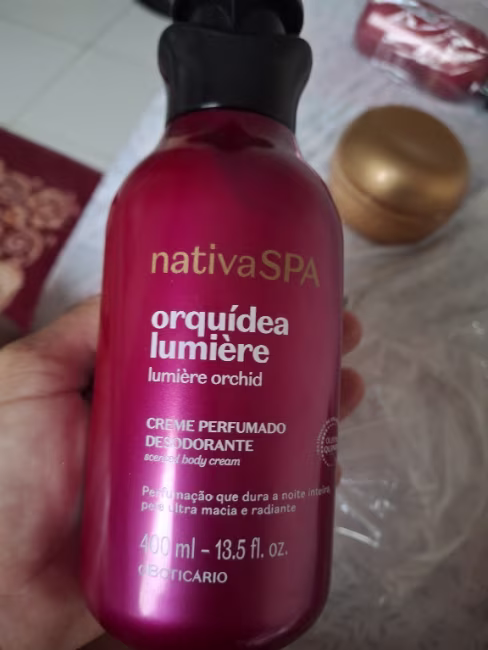 nativaSPA
orquídea
lumière
lumière orchid
CREME PERFUMADO
DESODORANTE
scented body cream
Perfumação que dura a noite inteira
pele ultra macia e radiante
400 ml – 13.5 fl. oz.
OBOTICÁRIO